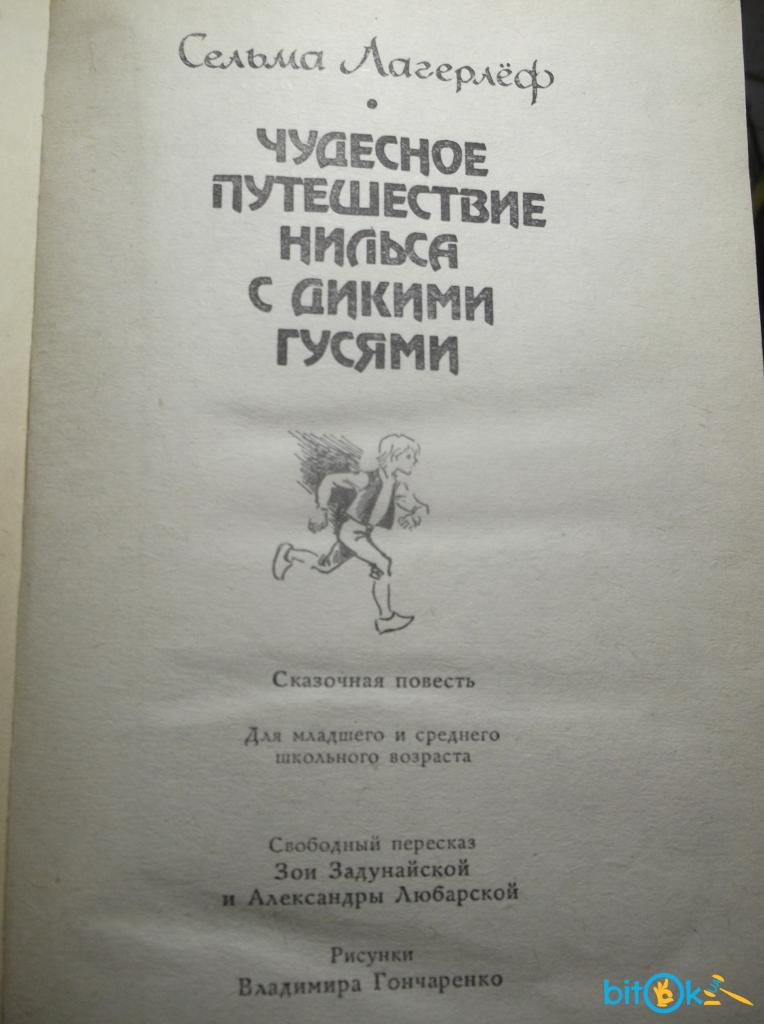 Сельма Лагерлёф
•
ЧУДЕСНОЕ
ПУТЕШЕСТВИЕ
НИЛЬСА
С ДИКИМИ
ГУСЯМИ
Сказочная повесть
Для младшего и среднего
школьного возраста
Свободный пересказ
Зои Задунайской
и Александры Любарской
Рисунки
Владимира Гончаренко
bitOk